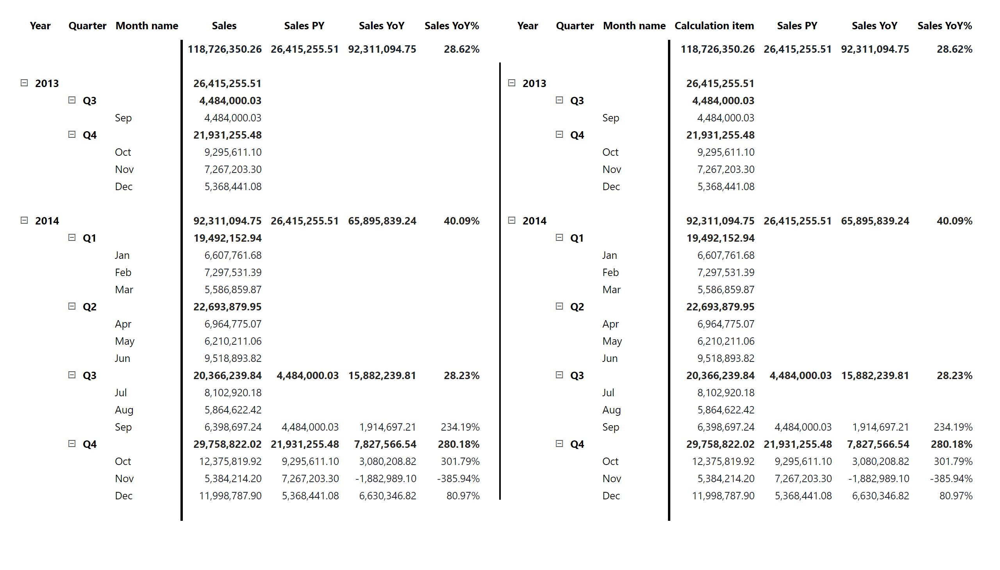 Year Quarter Month name Sales Sales PY Sales YoY Sales YoY% Year Quarter Month name Calculation item Sales PY Sales YoY Sales YoY%
118,726,350.26 26,415,255.51 92,311,094.75 28.62% 118,726,350.26 26,415,255.51 92,311,094.75 28.62%
2013 26,415,255.51 2013 26,415,255.51
Q3 4,484,000.03 Q3 4,484,000.03
Sep 4,484,000.03 Sep 4,484,000.03
Q4 21,931,255.48 Q4 21,931,255.48
Oct 9,295,611.10 Oct 9,295,611.10
Nov 7,267,203.30 Nov 7,267,203.30
Dec 5,368,441.08 Dec 5,368,441.08
2014 92,311,094.75 26,415,255.51 65,895,839.24 40.09% 2014 92,311,094.75 26,415,255.51 65,895,839.24 40.09%
Q1 19,492,152.94 Q1 19,492,152.94
Jan 6,607,761.68 Jan 6,607,761.68
Feb 7,297,531.39 Feb 7,297,531.39
Mar 5,586,859.87 Mar 5,586,859.87
Q2 22,693,879.95 Q2 22,693,879.95
Apr 6,964,775.07 Apr 6,964,775.07
May 6,210,211.06 May 6,210,211.06
Jun 9,518,893.82 Jun 9,518,893.82
Q3 20,366,239.84 4,484,000.03 15,882,239.81 28.23% Q3 20,366,239.84 4,484,000.03 15,882,239.81 28.23%
Jul 8,102,920.18 Jul 8,102,920.18
Aug 5,864,622.42 Aug 5,864,622.42
Sep 6,398,697.24 4,484,000.03 1,914,697.21 234.19% Sep 6,398,697.24 4,484,000.03 1,914,697.21 234.19%
Q4 29,758,822.02 21,931,255.48 7,827,566.54 280.18% Q4 29,758,822.02 21,931,255.48 7,827,566.54 280.18%
Oct 12,375,819.92 9,295,611.10 3,080,208.82 301.79% Oct 12,375,819.92 9,295,611.10 3,080,208.82 301.79%
Nov 5,384,214.20 7,267,203.30 -1,882,989.10 -385.94% Nov 5,384,214.20 7,267,203.30 -1,882,989.10 -385.94%
Dec 11,998,787.90 5,368,441.08 6,630,346.82 80.97% Dec 11,998,787.90 5,368,441.08 6,630,346.82 80.97%